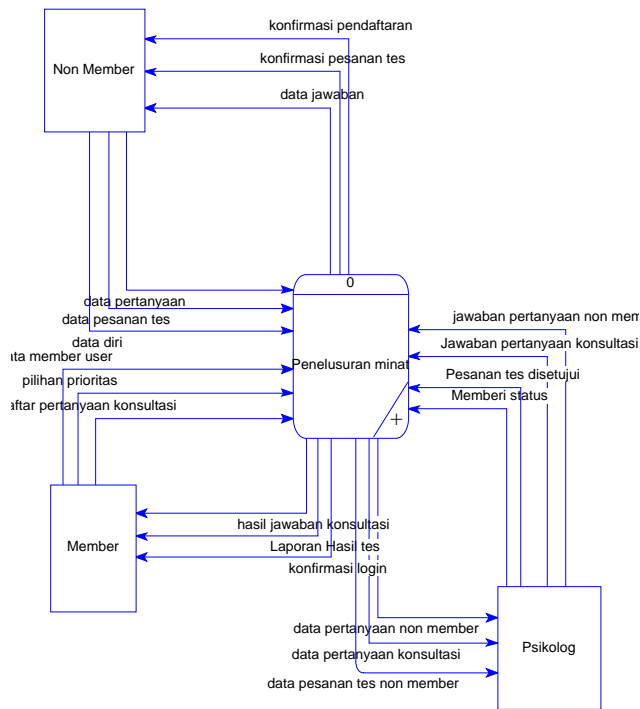 konfirmasi pendaftaran
Non Member
konfirmasi pesanan tes
data jawaban
0
data pertanyaan
data pesanan tes
data diri
ata member user
pilihan prioritas
aftar pertanyaan konsultasi
Penelusuran minat
+
jawaban pertanyaan non mem
Jawaban pertanyaan konsultasi
Pesanan tes disetujui
Memberi status
hasil jawaban konsultasi
Member
Laporan Hasil tes
konfirmasi login
data pertanyaan non member
Psikolog
data pertanyaan konsultasi
data pesanan tes non member